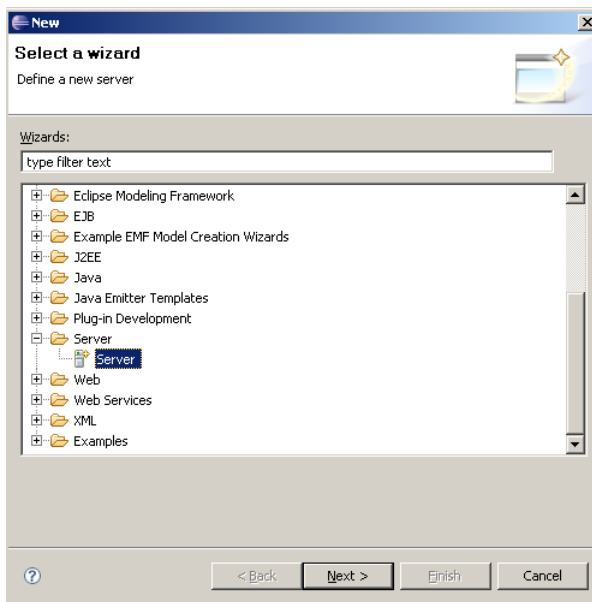 New
Select a wizard
Define a new server
Wizards:
type filter text
Eclipse Modeling Framework
EJB
Example EMF Model Creation Wizards
J2EE
Java
Java Emitter Templates
Plug-in Development
Server
Server
Web
Web Services
XML
Examples
< Back Next > Finish Cancel